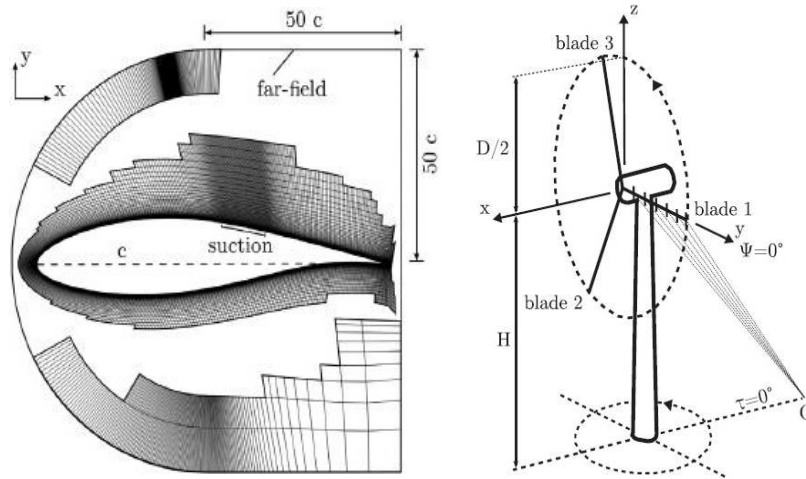 50 c
y
x
far-field
50 c
c
suction
z
blade 3
D/2
x
blade 1
y
Ψ=0°
blade 2
H
τ=0°